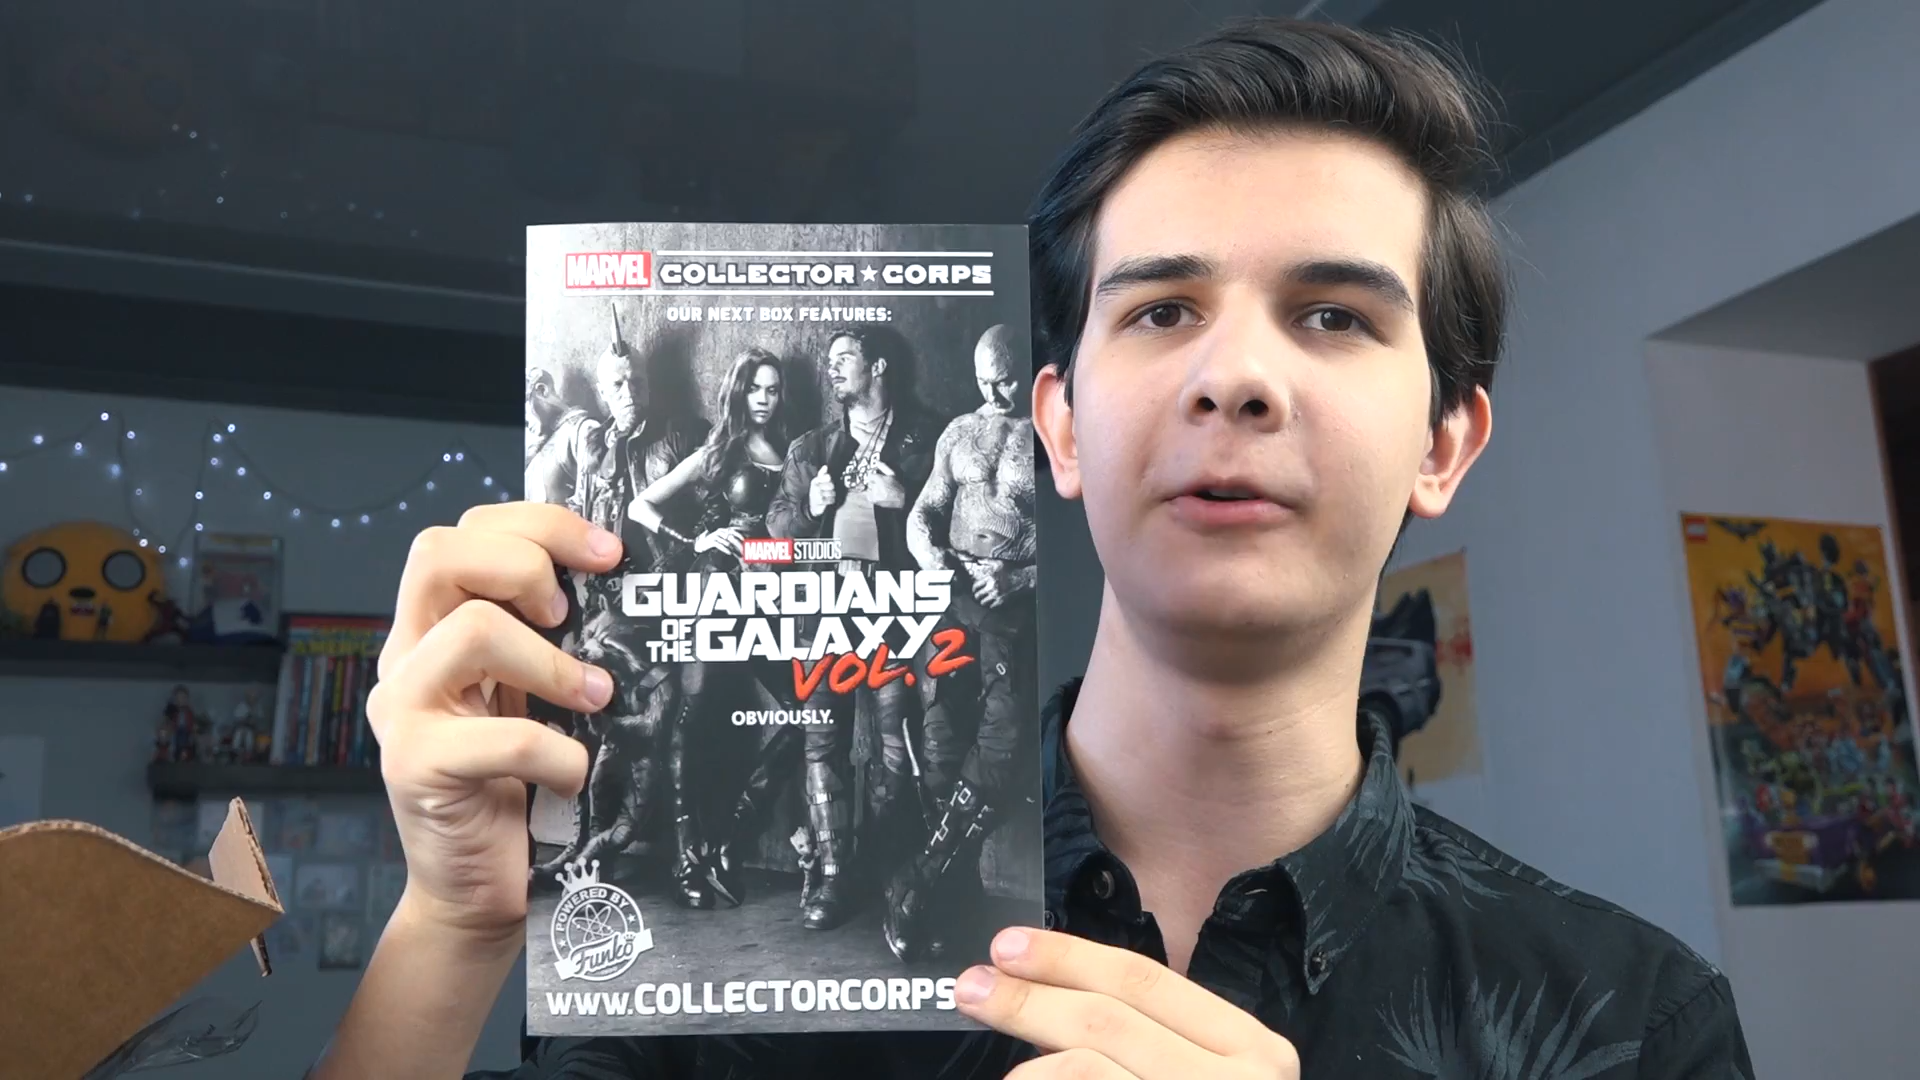 MARVEL COLLECTOR★CORPS
OUR NEXT BOX FEATURES:
MARVEL STUDIOS
GUARDIANS
OF THE GALAXY
VOL. 2
OBVIOUSLY.
POWERED BY
Funko
WWW.COLLECTORCORPS